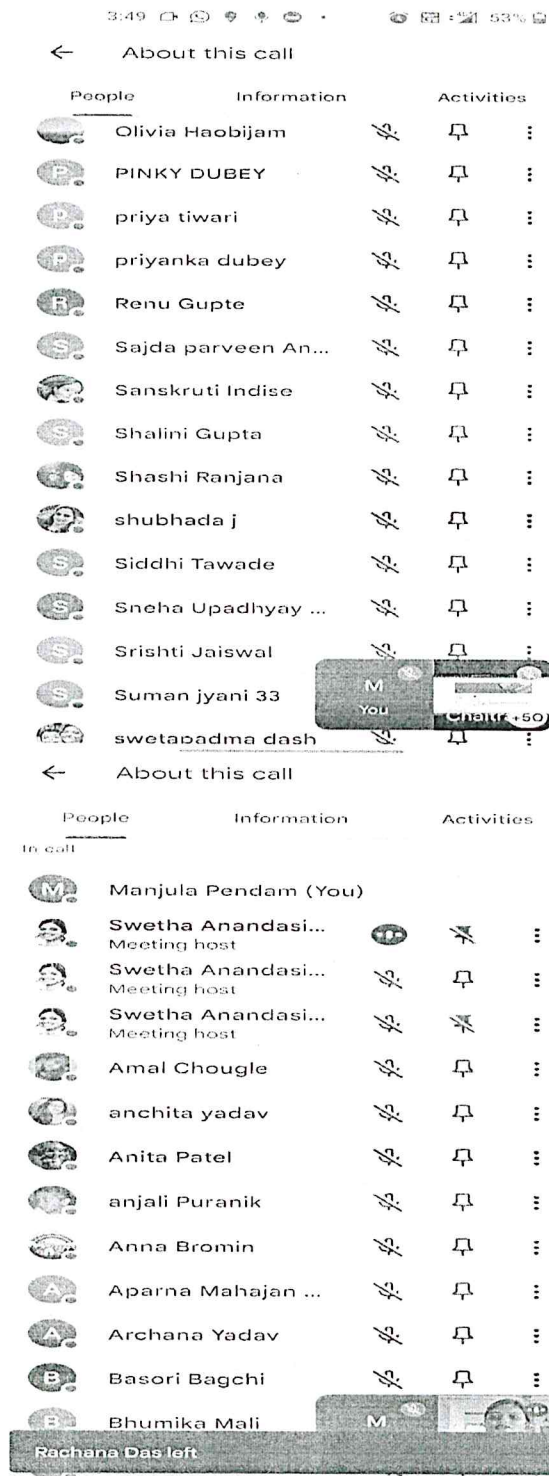 3:49 53%
← About this call
People Information Activities
Olivia Haobijam
P PINKY DUBEY
P priya tiwari
P priyanka dubey
R Renu Gupte
S Sajda parveen An...
Sanskruti Indise
S Shalini Gupta
Shashi Ranjana
shubhada j
S Siddhi Tawade
S Sneha Upadhyay ...
S Srishti Jaiswal
S Suman jyani 33
M
You Chaitr +50
swetapadma dash
← About this call
People Information Activities
In call
M Manjula Pendam (You)
Swetha Anandasi...
Meeting host
Swetha Anandasi...
Meeting host
Swetha Anandasi...
Meeting host
Amal Chougle
anchita yadav
Anita Patel
anjali Puranik
Anna Bromin
A Aparna Mahajan ...
A Archana Yadav
B Basori Bagchi
B Bhumika Mali M
Rachana Das left